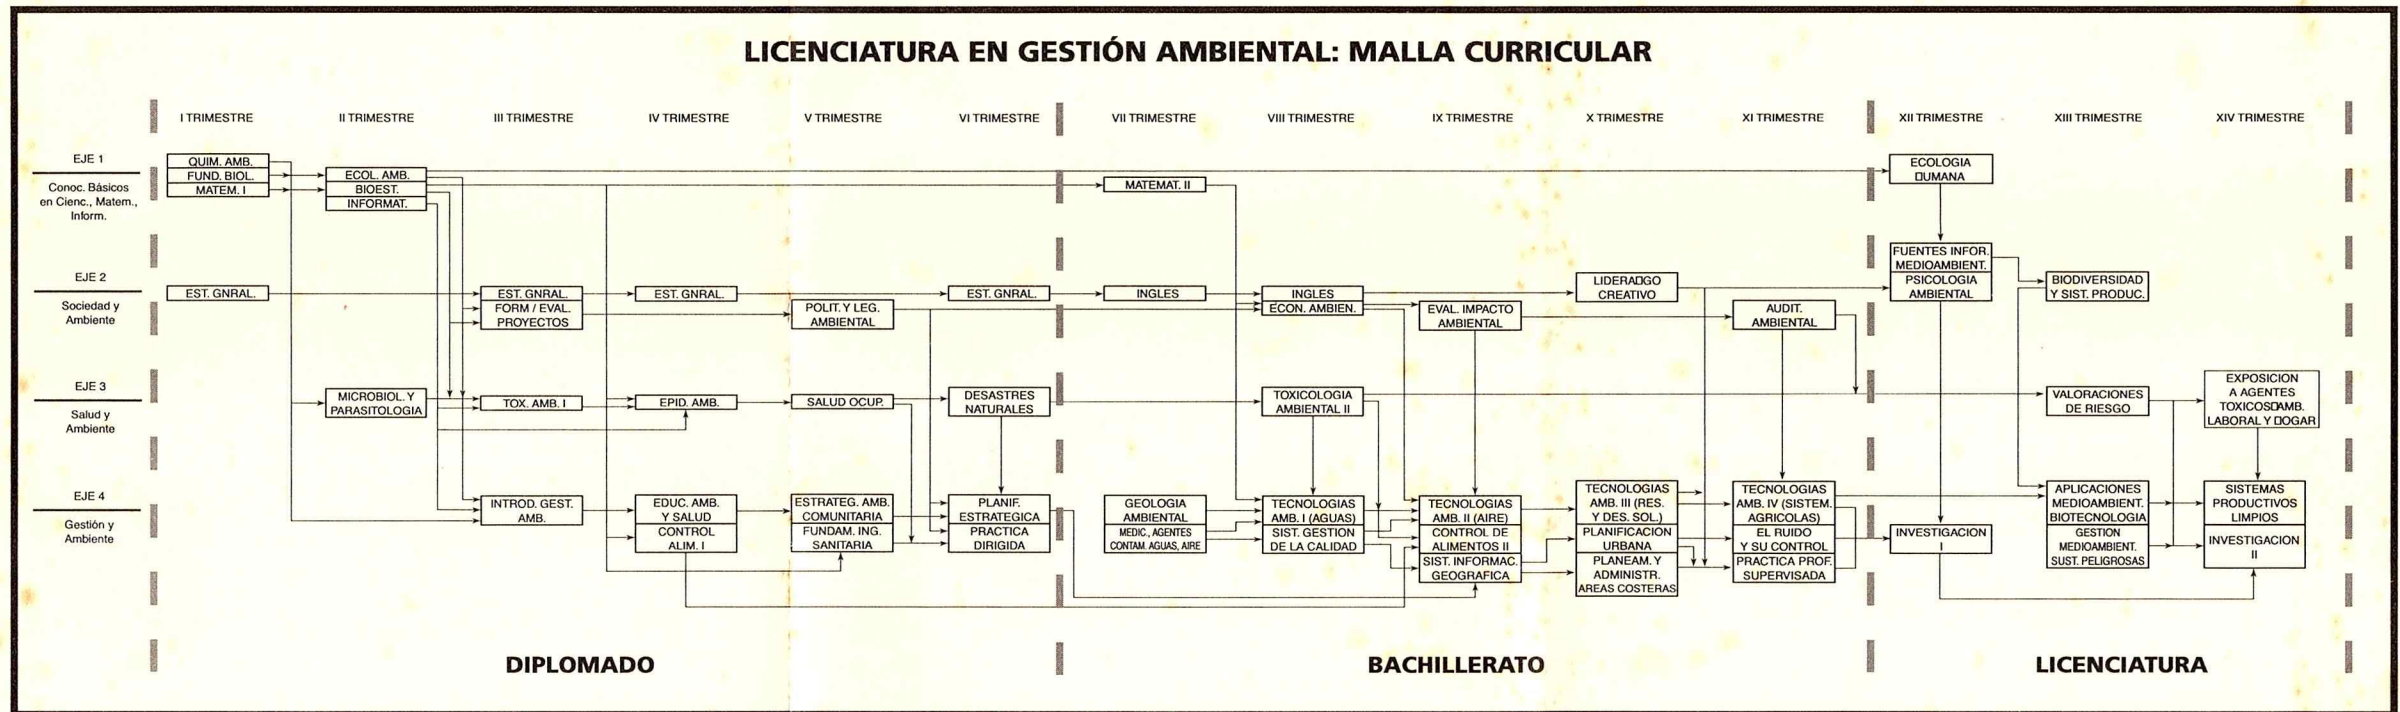 LICENCIATURA EN GESTIÓN AMBIENTAL: MALLA CURRICULAR
I TRIMESTRE
II TRIMESTRE
III TRIMESTRE
IV TRIMESTRE
V TRIMESTRE
VI TRIMESTRE
VII TRIMESTRE
VIII TRIMESTRE
IX TRIMESTRE
X TRIMESTRE
XI TRIMESTRE
XII TRIMESTRE
XIII TRIMESTRE
XIV TRIMESTRE
EJE 1
Conoc. Básicos
en Cienc., Matem.,
Inform.
QUIM. AMB.
FUND. BIOL.
MATEM. I
ECOL. AMB.
BIOEST.
INFORMAT.
MATEMAT. II
ECOLOGIA
□UMANA
EJE 2
Sociedad y
Ambiente
EST. GNRAL.
EST. GNRAL.
FORM / EVAL.
PROYECTOS
EST. GNRAL.
POLIT. Y LEG.
AMBIENTAL
EST. GNRAL.
INGLES
INGLES
ECON. AMBIEN.
EVAL. IMPACTO
AMBIENTAL
LIDERA□GO
CREATIVO
AUDIT.
AMBIENTAL
FUENTES INFOR.
MEDIOAMBIENT.
PSICOLOGIA
AMBIENTAL
BIODIVERSIDAD
Y SIST. PRODUC.
EJE 3
Salud y
Ambiente
MICROBIOL. Y
PARASITOLOGIA
TOX. AMB. I
EPID. AMB.
SALUD OCUP.
DESASTRES
NATURALES
TOXICOLOGIA
AMBIENTAL II
VALORACIONES
DE RIESGO
EXPOSICION
A AGENTES
TOXICOS□AMB.
LABORAL Y □OGAR
EJE 4
Gestión y
Ambiente
INTROD. GEST.
AMB.
EDUC. AMB.
Y SALUD
CONTROL
ALIM. I
ESTRATEG. AMB.
COMUNITARIA
FUNDAM. ING.
SANITARIA
PLANIF.
ESTRATEGICA
PRACTICA
DIRIGIDA
GEOLOGIA
AMBIENTAL
MEDIC., AGENTES
CONTAM. AGUAS, AIRE
TECNOLOGIAS
AMB. I (AGUAS)
SIST. GESTION
DE LA CALIDAD
TECNOLOGIAS
AMB. II (AIRE)
CONTROL DE
ALIMENTOS II
SIST. INFORMAC.
GEOGRAFICA
TECNOLOGIAS
AMB. III (RES.
Y DES. SOL.)
PLANIFICACION
URBANA
PLANEAM. Y
ADMINISTR.
AREAS COSTERAS
TECNOLOGIAS
AMB. IV (SISTEM.
AGRICOLAS)
EL RUIDO
Y SU CONTROL
PRACTICA PROF.
SUPERVISADA
INVESTIGACION
I
APLICACIONES
MEDIOAMBIENT.
BIOTECNOLOGIA
GESTION
MEDIOAMBIENT.
SUST. PELIGROSAS
SISTEMAS
PRODUCTIVOS
LIMPIOS
INVESTIGACION
II
DIPLOMADO
BACHILLERATO
LICENCIATURA